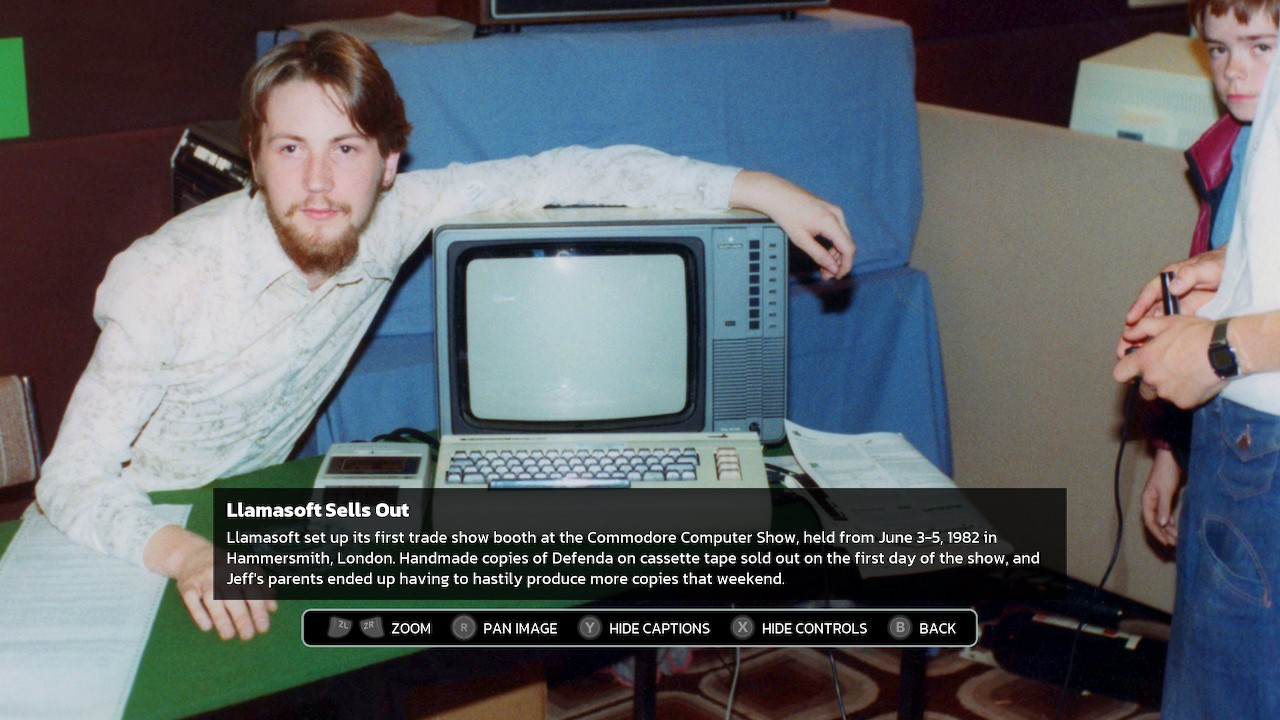 Llamasoft Sells Out
Llamasoft set up its first trade show booth at the Commodore Computer Show, held from June 3-5, 1982 in
Hammersmith, London. Handmade copies of Defenda on cassette tape sold out on the first day of the show, and
Jeff's parents ended up having to hastily produce more copies that weekend.
ZL ZR ZOOM R PAN IMAGE Y HIDE CAPTIONS X HIDE CONTROLS B BACK